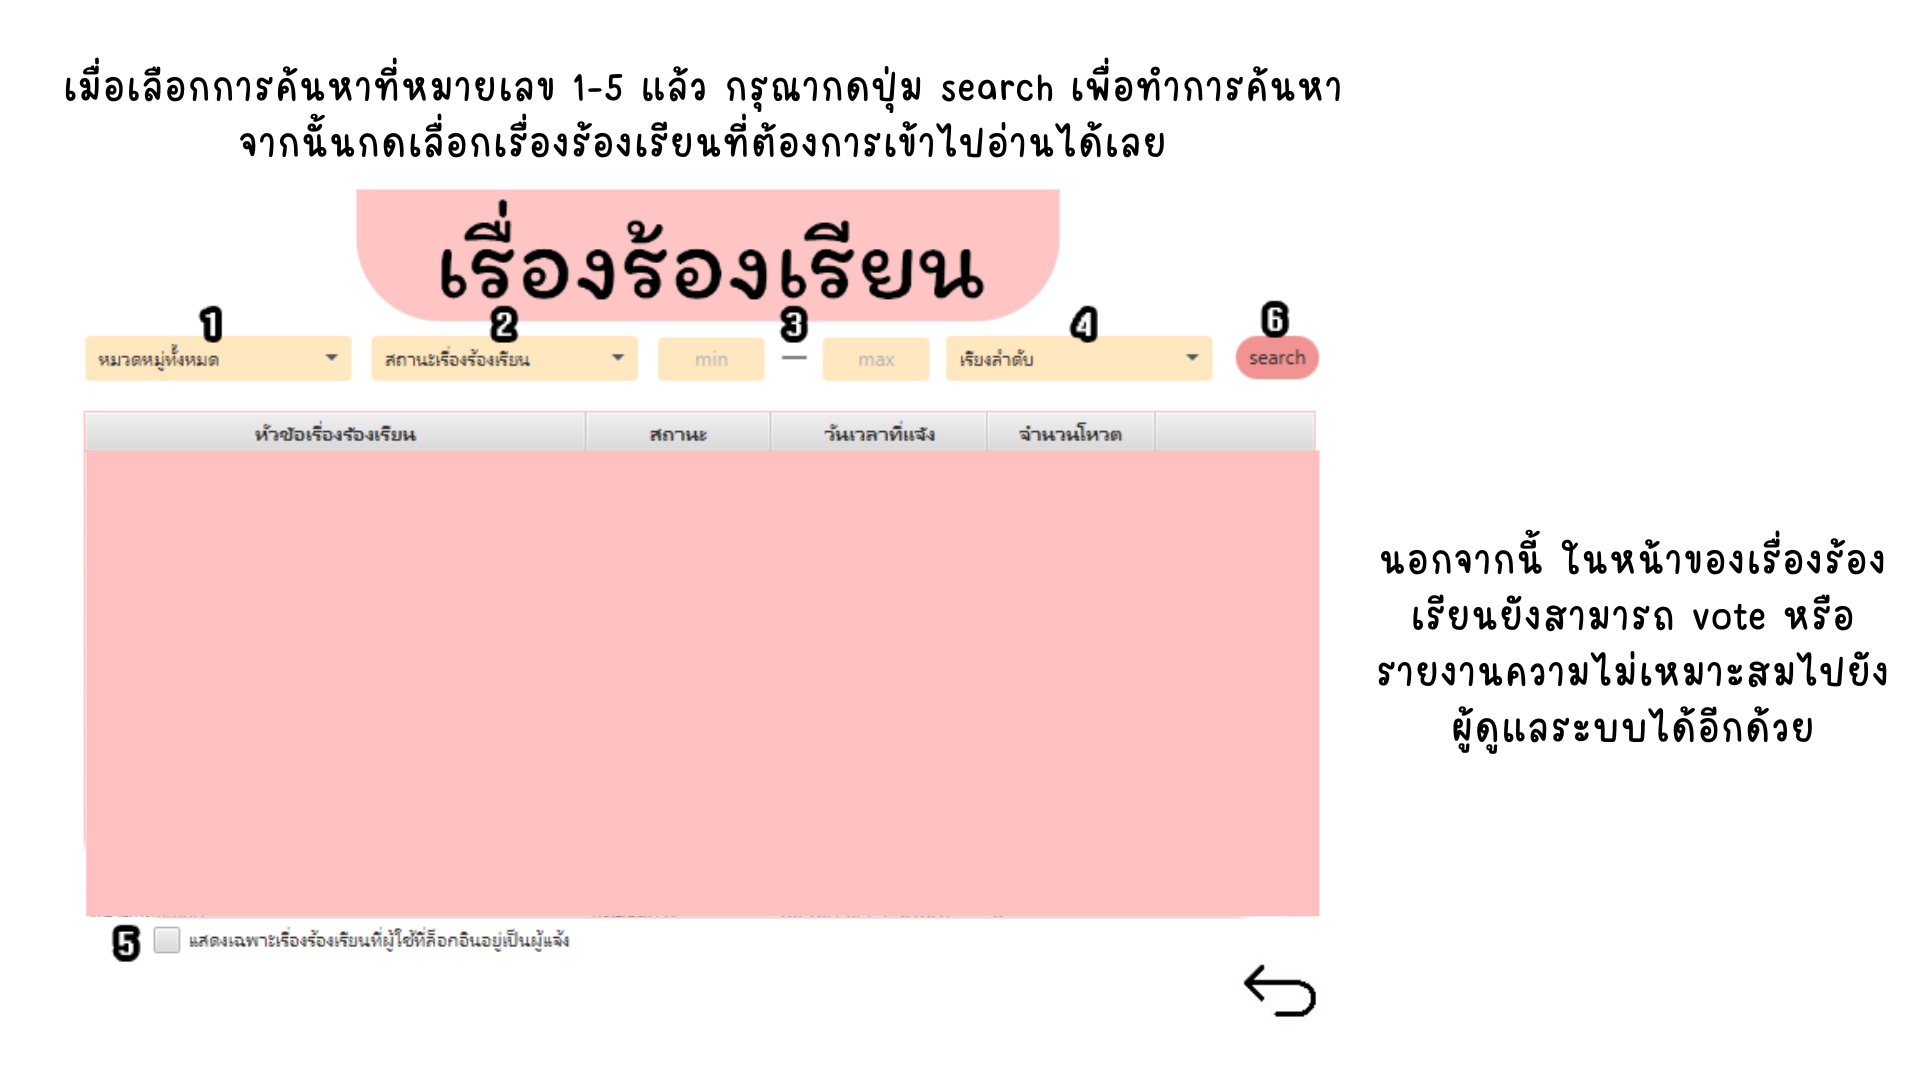 เมื่อเลือกการค้นหาที่หมายเลข 1-5 แล้ว กรุณากดปุ่ม search เพื่อทำการค้นหา
จากนั้นกดเลื่อกเรื่องร้องเรียนที่ต้องการเข้าไปอ่านได้เลย
เรื่องร้องเรียน
1 2 3 4 6
หมวดหมู่ทั้งหมด สถานะเรื่องร้องเรียน min — max เรียงลำดับ search
หัวข้อเรื่องร้องเรียน สถานะ วันเวลาที่แจ้ง จำนวนโหวต
นอกจากนี้ ในหน้าของเรื่องร้อง
เรียนยังสามารถ vote หรือ
รายงานความไม่เหมาะสมไปยัง
ผู้ดูแลระบบได้อีกด้วย
5 แสดงเฉพาะเรื่องร้องเรียนที่ผู้ใช้ที่ล็อกอินอยู่เป็นผู้แจ้ง